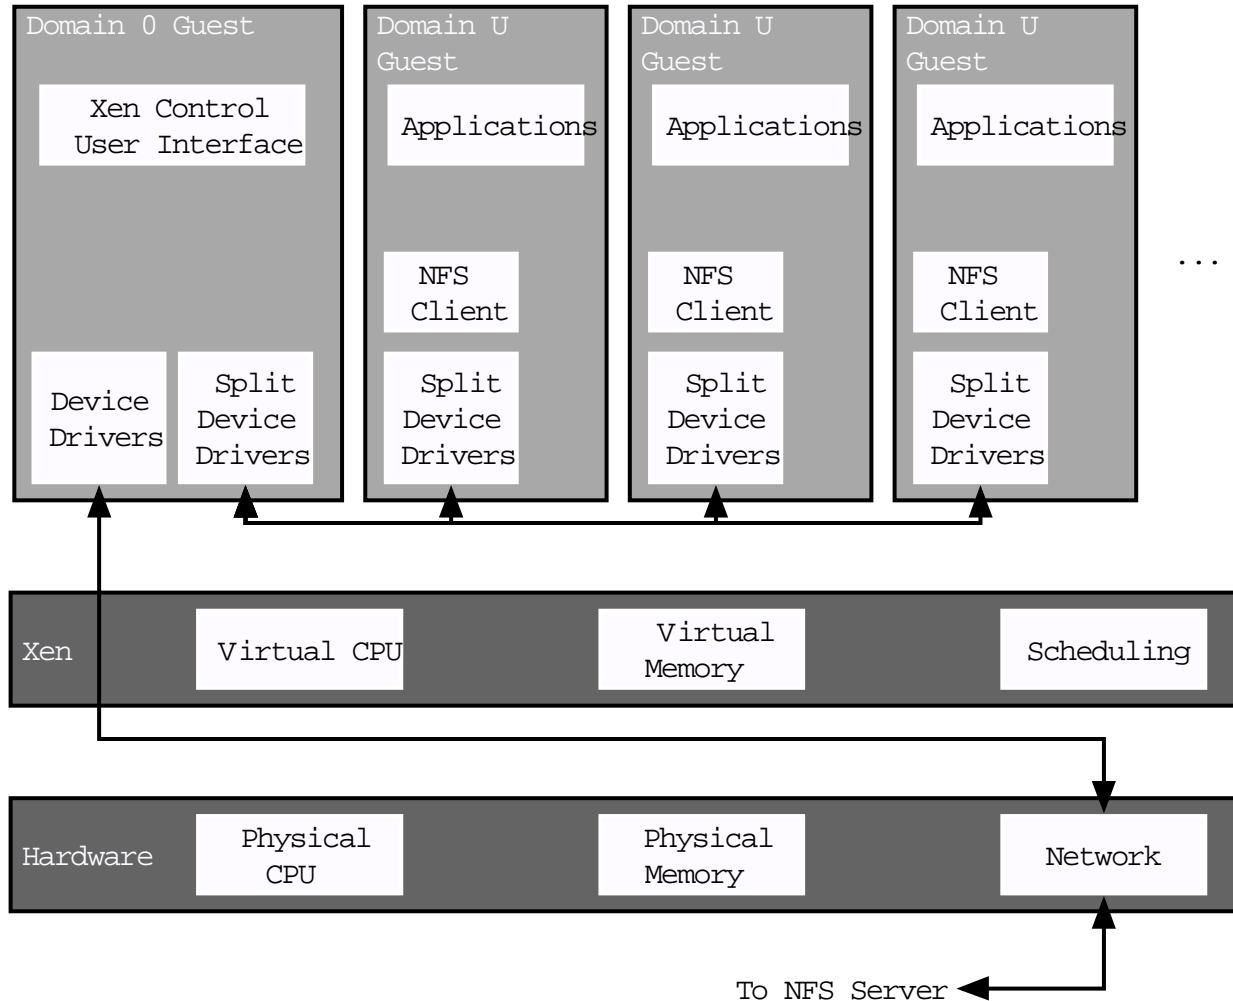 Domain 0 Guest
Xen Control
User Interface
Device
Drivers
Split
Device
Drivers
Domain U
Guest
Applications
NFS
Client
Split
Device
Drivers
Domain U
Guest
Applications
NFS
Client
Split
Device
Drivers
Domain U
Guest
Applications
NFS
Client
Split
Device
Drivers
...
Xen
Virtual CPU
Virtual
Memory
Scheduling
Hardware
Physical
CPU
Physical
Memory
Network
To NFS Server